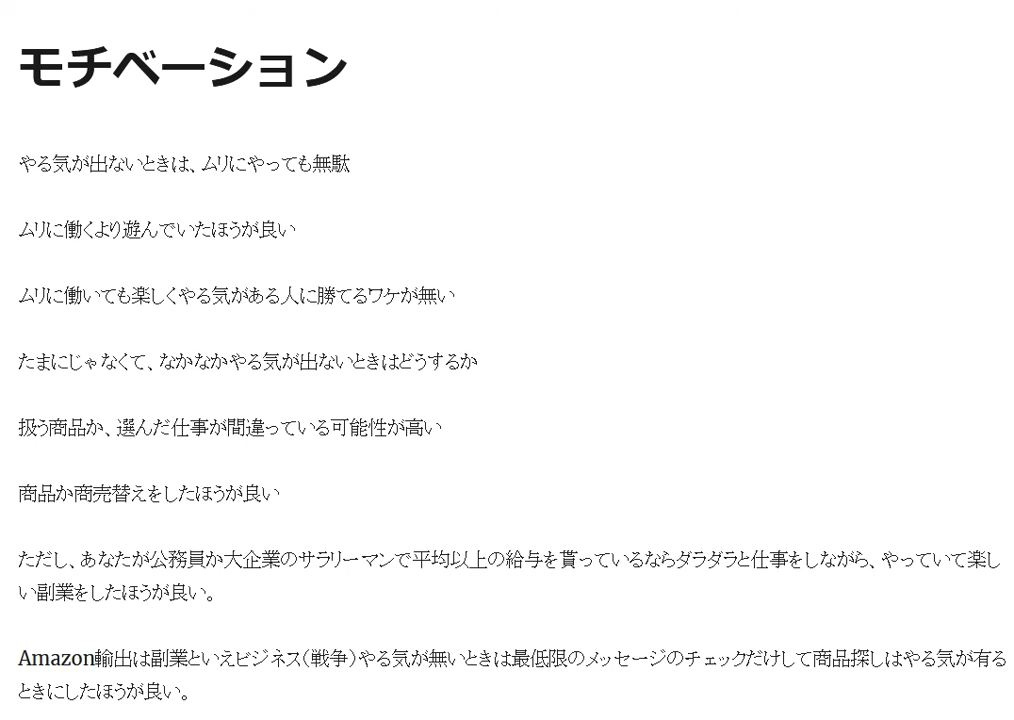 モチベーション
やる気が出ないときは、ムリにやっても無駄
ムリに働くより遊んでいたほうが良い
ムリに働いても楽しくやる気がある人に勝てるワケが無い
たまにじゃなくて、なかなかやる気が出ないときはどうするか
扱う商品か、選んだ仕事が間違っている可能性が高い
商品か商売替えをしたほうが良い
ただし、あなたが公務員か大企業のサラリーマンで平均以上の給与を貰っているならダラダラと仕事をしながら、やっていて楽し
い副業をしたほうが良い。
Amazon輸出は副業といえビジネス（戦争）やる気が無いときは最低限のメッセージのチェックだけして商品探しはやる気が有る
ときにしたほうが良い。